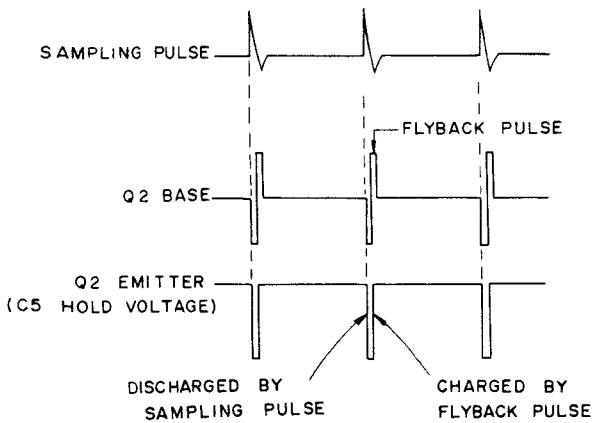 SAMPLING PULSE
FLYBACK PULSE
Q2 BASE
Q2 EMITTER
(C5 HOLD VOLTAGE)
DISCHARGED BY
SAMPLING PULSE
CHARGED BY
FLYBACK PULSE